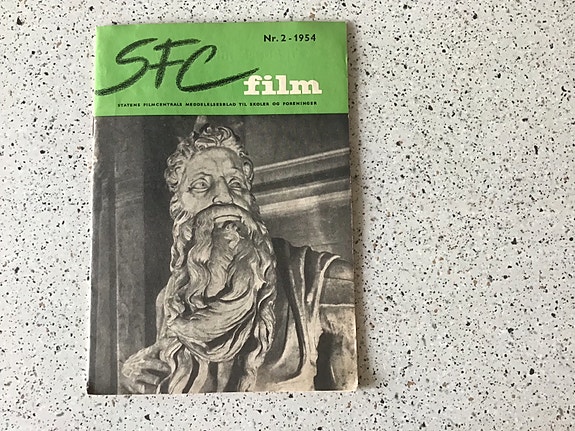 Nr. 2 - 1954
SFC
film
STATENS FILMCENTRALS MEDDELELSESBLAD TIL SKOLER OG FORENINGER